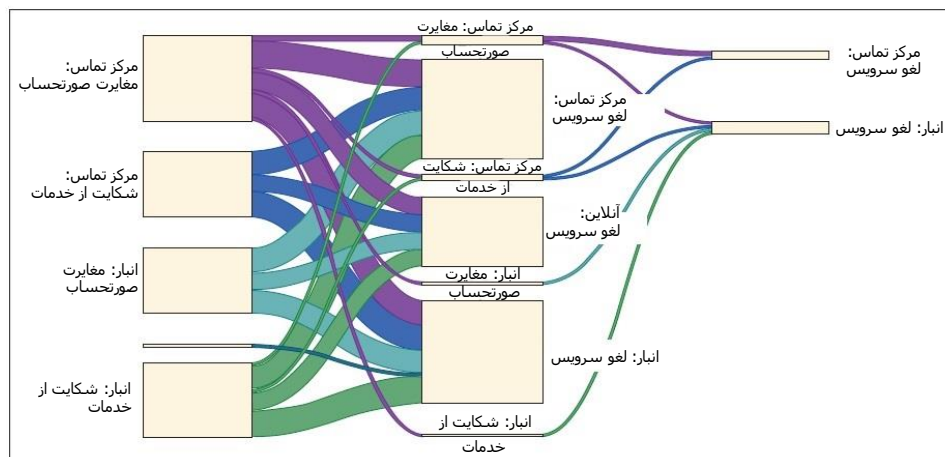 مرکز تماس:
مغایرت صورتحساب
مرکز تماس:
شکایت از خدمات
انبار: مغایرت
صورتحساب
انبار: شکایت از
خدمات
مرکز تماس: مغایرت
صورتحساب
مرکز تماس:
لغو سرویس
مرکز تماس: شکایت
از خدمات
آنلاین:
لغو سرویس
انبار: مغایرت
صورتحساب
انبار: لغو سرویس
انبار: شکایت از
خدمات
مرکز تماس:
لغو سرویس
انبار: لغو سرویس